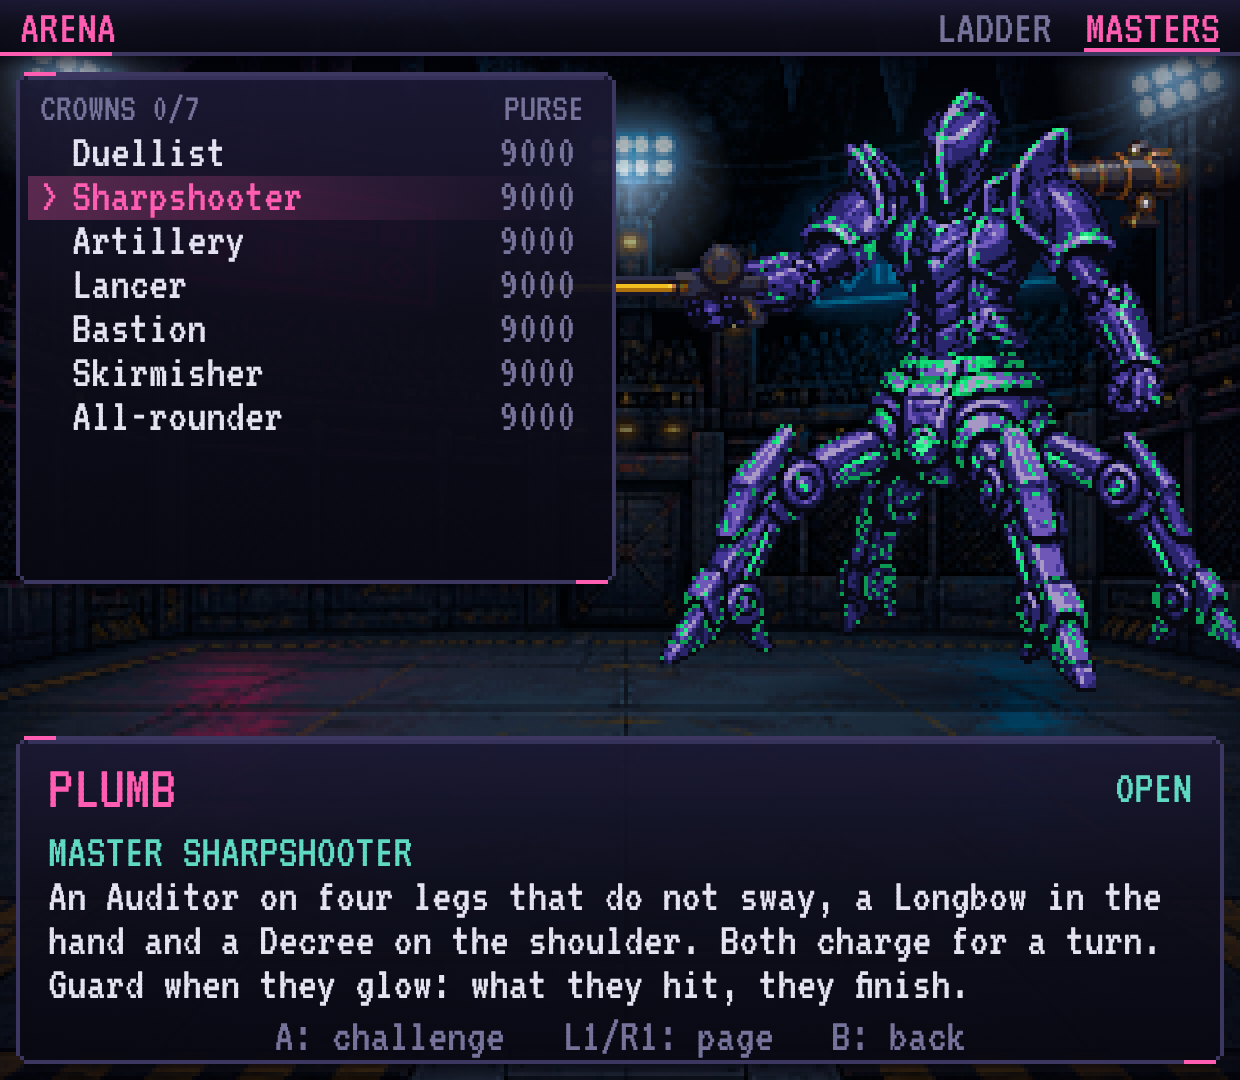 ARENA LADDER MASTERS
CROWNS 0/7 PURSE
Duellist 9000
> Sharpshooter 9000
Artillery 9000
Lancer 9000
Bastion 9000
Skirmisher 9000
All-rounder 9000
PLUMB OPEN
MASTER SHARPSHOOTER
An Auditor on four legs that do not sway, a Longbow in the
hand and a Decree on the shoulder. Both charge for a turn.
Guard when they glow: what they hit, they finish.
A: challenge L1/R1: page B: back